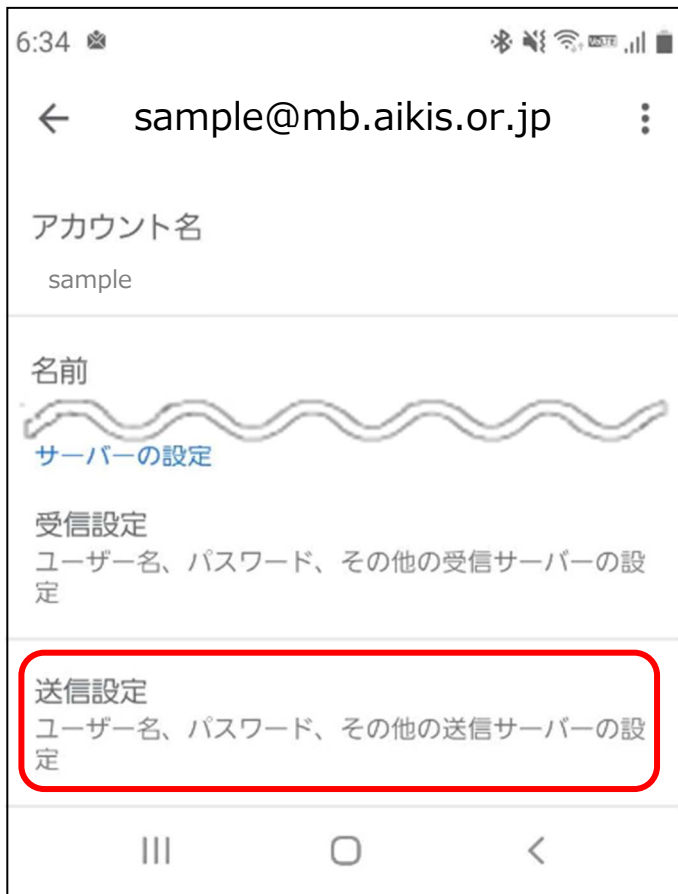 6:34
sample@mb.aikis.or.jp
アカウント名
sample
名前
サーバーの設定
受信設定
ユーザー名、パスワード、その他の受信サーバーの設
定
送信設定
ユーザー名、パスワード、その他の送信サーバーの設
定